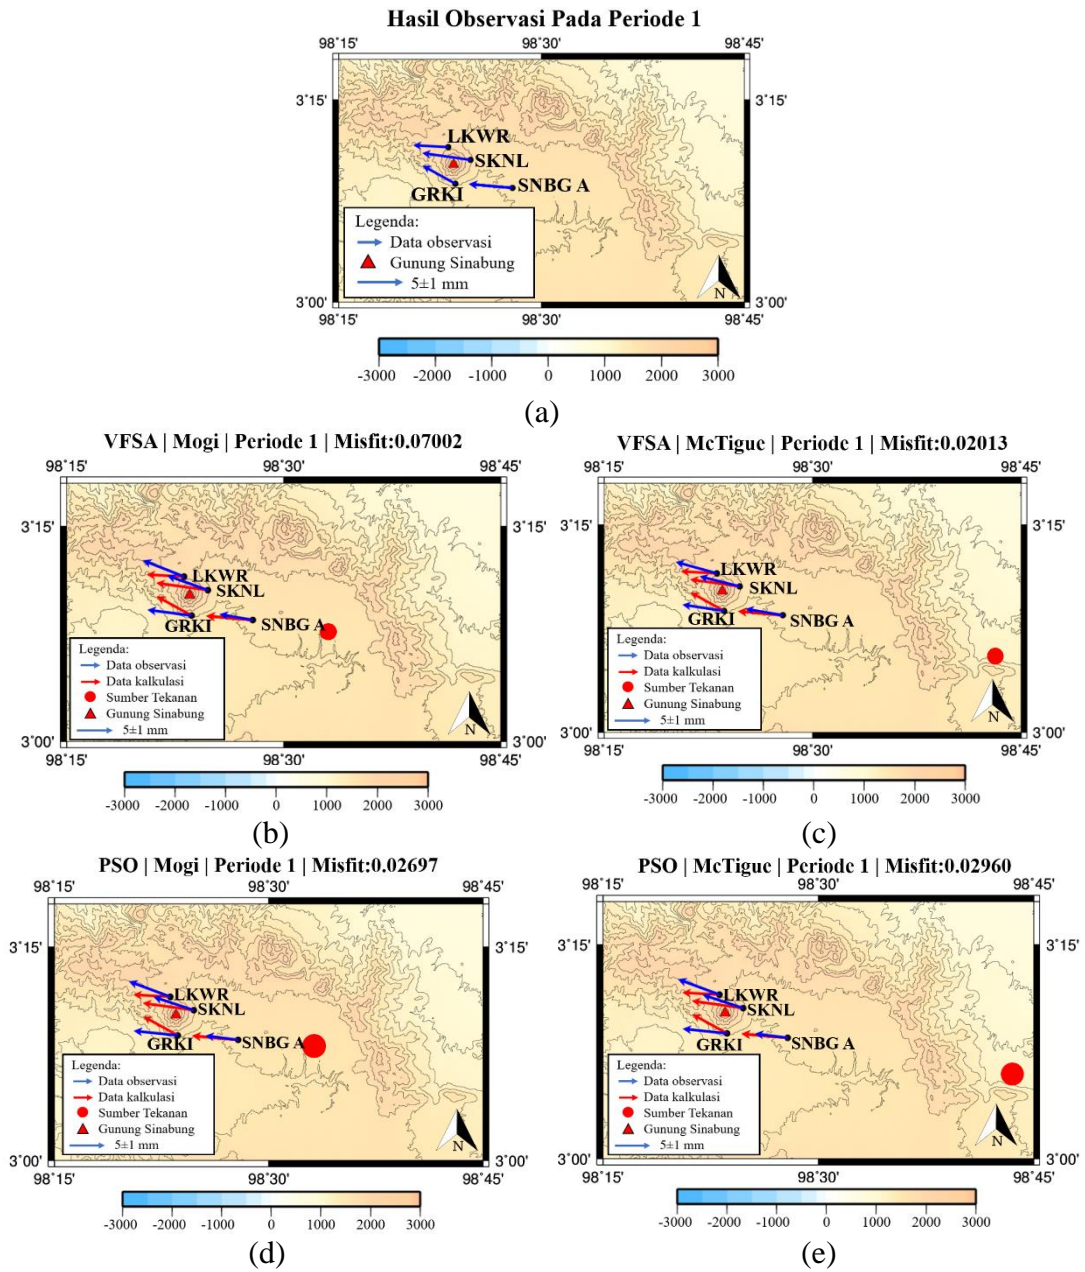 Hasil Observasi Pada Periode 1
98°15' 98°30' 98°45'
3°15'
LKWR
SKNL
GRKI SNBG A
Legenda:
Data observasi
Gunung Sinabung
5±1 mm
N
3°00' 3°00'
98°15' 98°30' 98°45'
-3000 -2000 -1000 0 1000 2000 3000
(a)
VFSA | Mogi | Periode 1 | Misfit:0.07002
98°15' 98°30' 98°45'
3°15' 3°15'
LKWR
SKNL
GRKI SNBG A
Legenda:
Data observasi
Data kalkulasi
Sumber Tekanan
Gunung Sinabung
5±1 mm
N
3°00' 3°00'
98°15' 98°30' 98°45'
-3000 -2000 -1000 0 1000 2000 3000
(b)
VFSA | McTigue | Periode 1 | Misfit:0.02013
98°15' 98°30' 98°45'
3°15' 3°15'
LKWR
SKNL
GRKI SNBG A
Legenda:
Data observasi
Data kalkulasi
Sumber Tekanan
Gunung Sinabung
5±1 mm
N
3°00' 3°00'
98°15' 98°30' 98°45'
-3000 -2000 -1000 0 1000 2000 3000
(c)
PSO | Mogi | Periode 1 | Misfit:0.02697
98°15' 98°30' 98°45'
3°15' 3°15'
LKWR
SKNL
GRKI SNBG A
Legenda:
Data observasi
Data kalkulasi
Sumber Tekanan
Gunung Sinabung
5±1 mm
N
3°00' 3°00'
98°15' 98°30' 98°45'
-3000 -2000 -1000 0 1000 2000 3000
(d)
PSO | McTigue | Periode 1 | Misfit:0.02960
98°15' 98°30' 98°45'
3°15' 3°15'
LKWR
SKNL
GRKI SNBG A
Legenda:
Data observasi
Data kalkulasi
Sumber Tekanan
Gunung Sinabung
5±1 mm
N
3°00' 3°00'
98°15' 98°30' 98°45'
-3000 -2000 -1000 0 1000 2000 3000
(e)